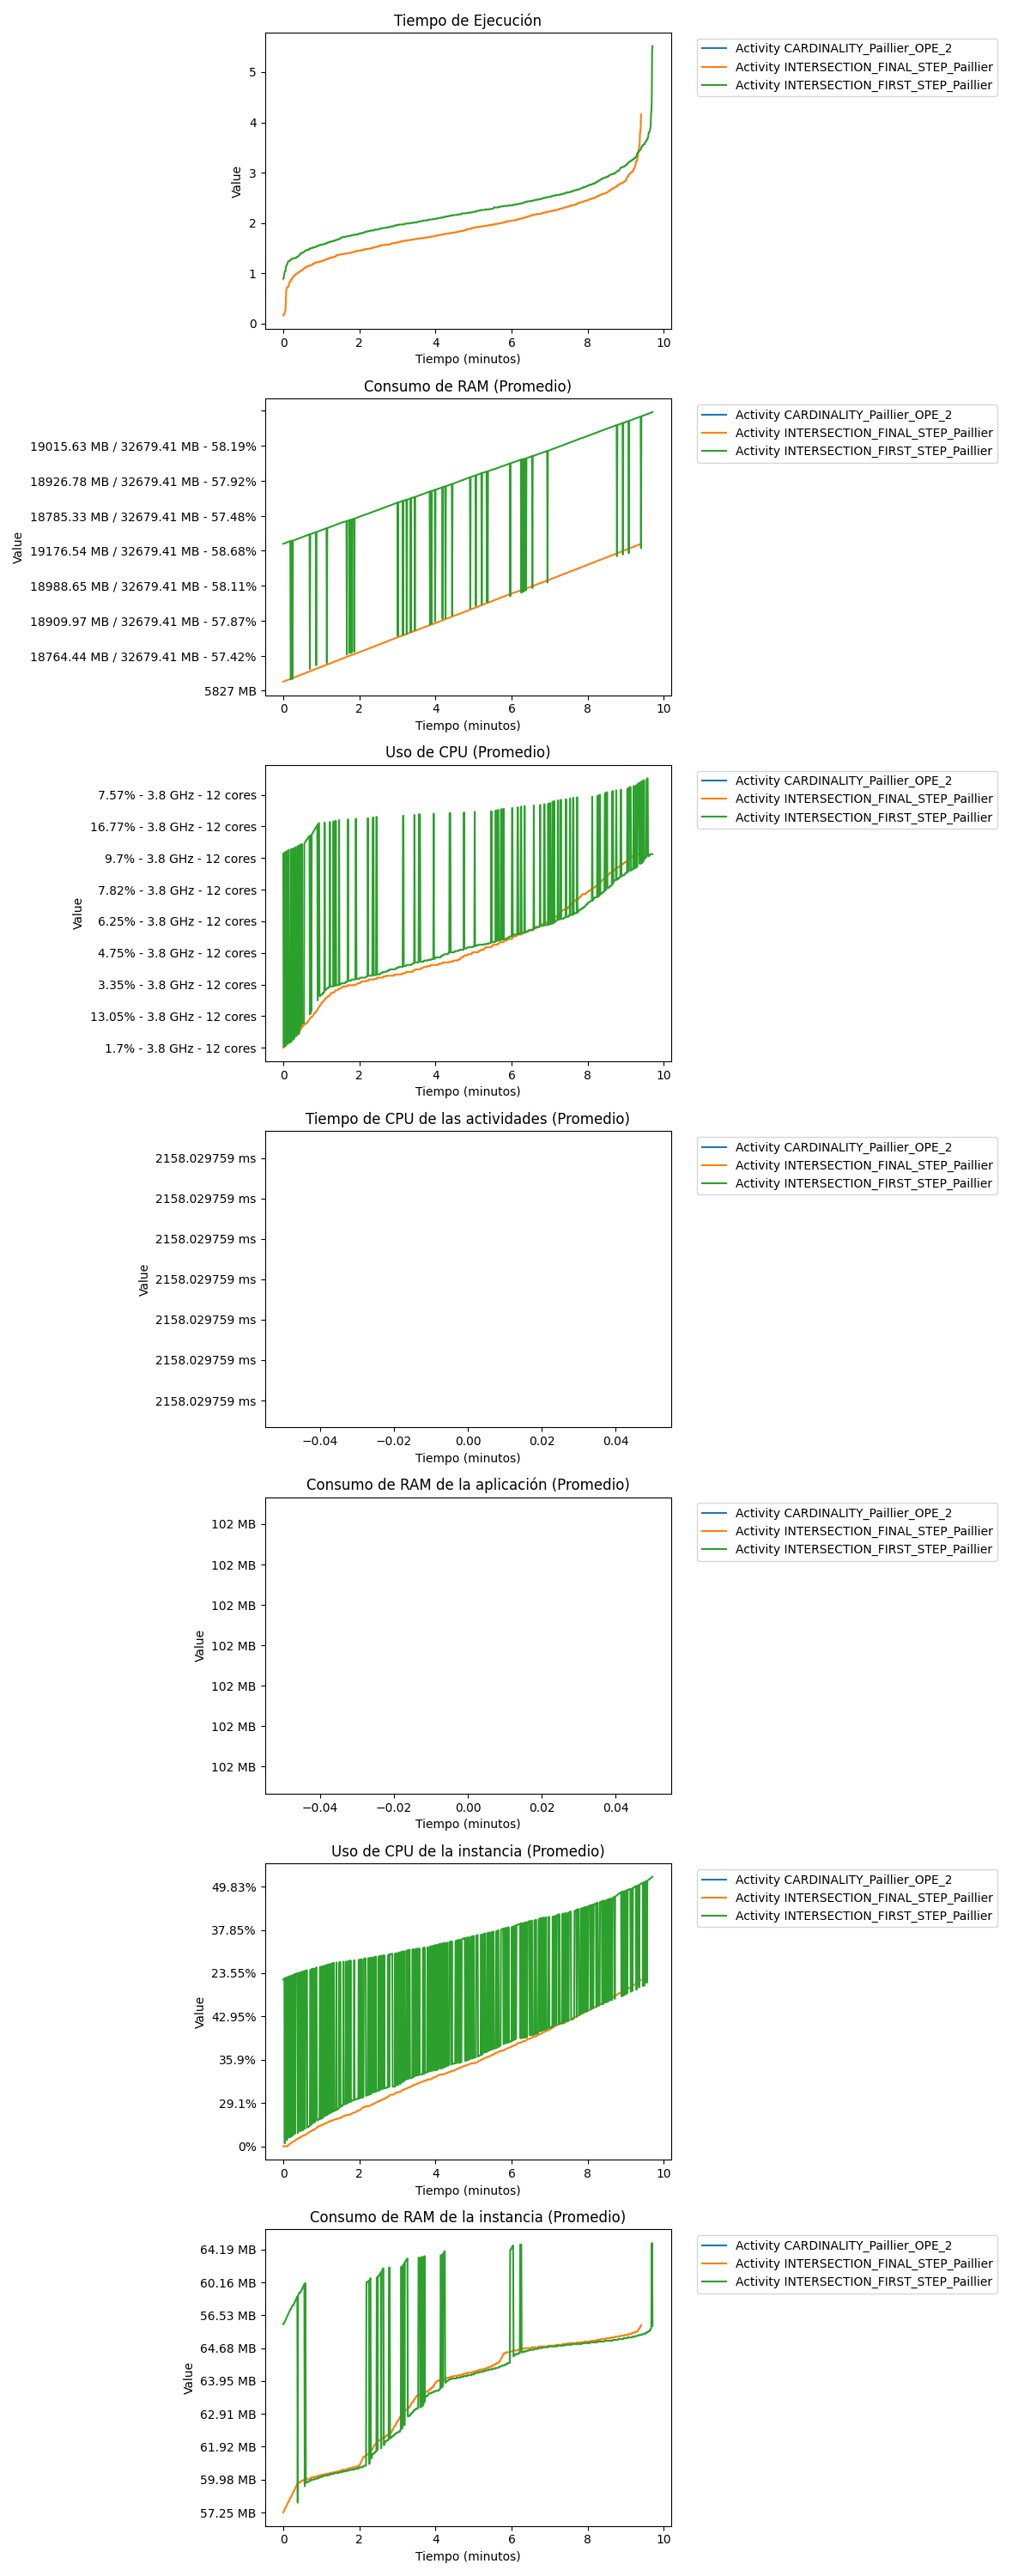 Tiempo de Ejecución
5
4
3
2
1
0
Value
0 2 4 6 8 10
Tiempo (minutos)
Activity CARDINALITY_Paillier_OPE_2
Activity INTERSECTION_FINAL_STEP_Paillier
Activity INTERSECTION_FIRST_STEP_Paillier
Consumo de RAM (Promedio)
19015.63 MB / 32679.41 MB - 58.19%
18926.78 MB / 32679.41 MB - 57.92%
18785.33 MB / 32679.41 MB - 57.48%
19176.54 MB / 32679.41 MB - 58.68%
18988.65 MB / 32679.41 MB - 58.11%
18909.97 MB / 32679.41 MB - 57.87%
18764.44 MB / 32679.41 MB - 57.42%
5827 MB
Value
0 2 4 6 8 10
Tiempo (minutos)
Activity CARDINALITY_Paillier_OPE_2
Activity INTERSECTION_FINAL_STEP_Paillier
Activity INTERSECTION_FIRST_STEP_Paillier
Uso de CPU (Promedio)
7.57% - 3.8 GHz - 12 cores
16.77% - 3.8 GHz - 12 cores
9.7% - 3.8 GHz - 12 cores
7.82% - 3.8 GHz - 12 cores
6.25% - 3.8 GHz - 12 cores
4.75% - 3.8 GHz - 12 cores
3.35% - 3.8 GHz - 12 cores
13.05% - 3.8 GHz - 12 cores
1.7% - 3.8 GHz - 12 cores
Value
0 2 4 6 8 10
Tiempo (minutos)
Activity CARDINALITY_Paillier_OPE_2
Activity INTERSECTION_FINAL_STEP_Paillier
Activity INTERSECTION_FIRST_STEP_Paillier
Tiempo de CPU de las actividades (Promedio)
2158.029759 ms
2158.029759 ms
2158.029759 ms
2158.029759 ms
2158.029759 ms
2158.029759 ms
2158.029759 ms
Value
−0.04 −0.02 0.00 0.02 0.04
Tiempo (minutos)
Activity CARDINALITY_Paillier_OPE_2
Activity INTERSECTION_FINAL_STEP_Paillier
Activity INTERSECTION_FIRST_STEP_Paillier
Consumo de RAM de la aplicación (Promedio)
102 MB
102 MB
102 MB
102 MB
102 MB
102 MB
102 MB
Value
−0.04 −0.02 0.00 0.02 0.04
Tiempo (minutos)
Activity CARDINALITY_Paillier_OPE_2
Activity INTERSECTION_FINAL_STEP_Paillier
Activity INTERSECTION_FIRST_STEP_Paillier
Uso de CPU de la instancia (Promedio)
49.83%
37.85%
23.55%
42.95%
35.9%
29.1%
0%
Value
0 2 4 6 8 10
Tiempo (minutos)
Activity CARDINALITY_Paillier_OPE_2
Activity INTERSECTION_FINAL_STEP_Paillier
Activity INTERSECTION_FIRST_STEP_Paillier
Consumo de RAM de la instancia (Promedio)
64.19 MB
60.16 MB
56.53 MB
64.68 MB
63.95 MB
62.91 MB
61.92 MB
59.98 MB
57.25 MB
Value
0 2 4 6 8 10
Tiempo (minutos)
Activity CARDINALITY_Paillier_OPE_2
Activity INTERSECTION_FINAL_STEP_Paillier
Activity INTERSECTION_FIRST_STEP_Paillier